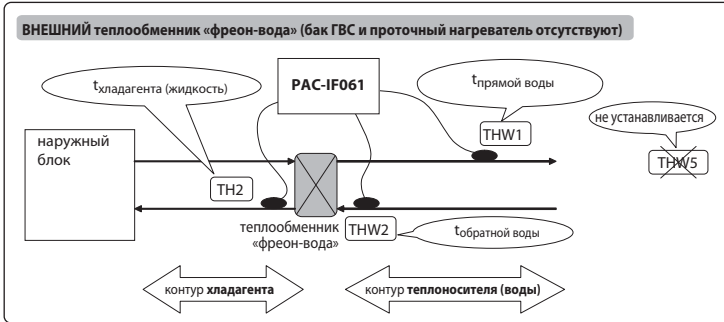 ВНЕШНИЙ теплообменник «фреон-вода» (бак ГВС и проточный нагреватель отсутствуют)
tхладагента (жидкость)
PAC-IF061
tпрямой воды
THW1
не устанавливается
THW5
наружный
блок
TH2
теплообменник
«фреон-вода»
THW2
tобратной воды
контур хладагента
контур теплоносителя (воды)